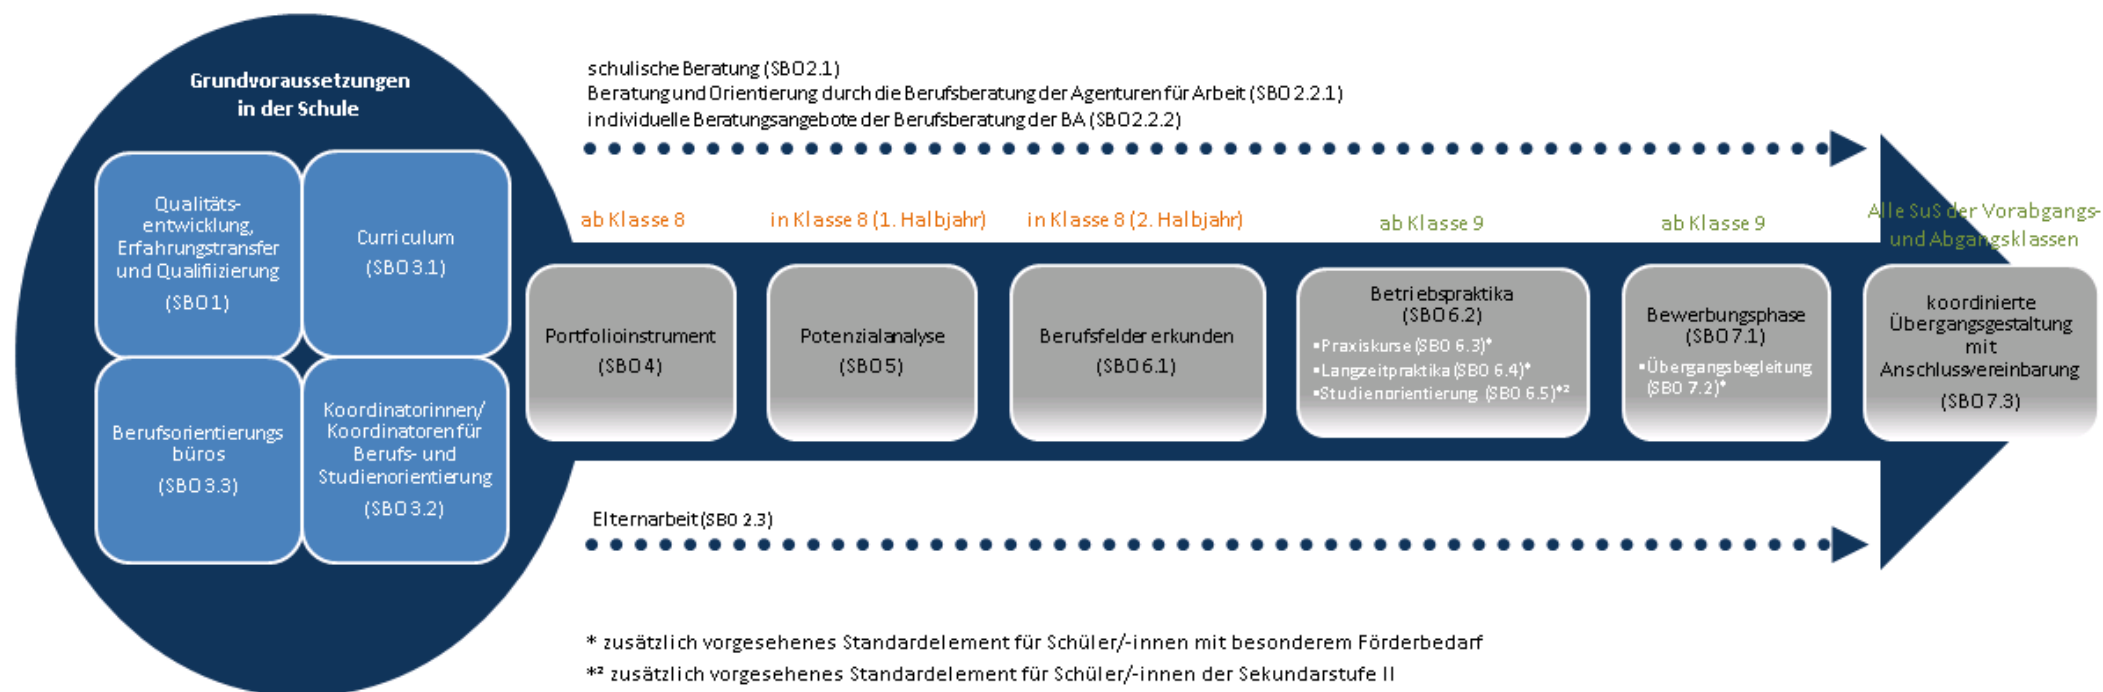 Grundvoraussetzungen
in der Schule
Qualitäts-
entwicklung,
Erfahrungstransfer
und Qualifiizierung
(SBO 1)
Curriculum
(SBO 3.1)
Berufsorientierungs
büros
(SBO 3.3)
Koordinatorinnen/
Koordinatoren für
Berufs- und
Studienorientierung
(SBO 3.2)
schulische Beratung (SBO 2.1)
Beratung und Orientierung durch die Berufsberatung der Agenturen für Arbeit (SBO 2.2.1)
individuelle Beratungsangebote der Berufsberatung der BA (SBO 2.2.2)
ab Klasse 8
Portfolioinstrument
(SBO 4)
in Klasse 8 (1. Halbjahr)
Potenzialanalyse
(SBO 5)
in Klasse 8 (2. Halbjahr)
Berufsfelder erkunden
(SBO 6.1)
ab Klasse 9
Betriebspraktika
(SBO 6.2)
▪Praxiskurse (SBO 6.3)*
▪Langzeitpraktika (SBO 6.4)*
▪Studienorientierung (SBO 6.5)*²
ab Klasse 9
Bewerbungsphase
(SBO 7.1)
▪Übergangsbegleitung
(SBO 7.2)*
Alle SuS der Vorabgangs-
und Abgangsklassen
koordinierte
Übergangsgestaltung
mit
Anschlussvereinbarung
(SBO 7.3)
Elternarbeit (SBO 2.3)
* zusätzlich vorgesehenes Standardelement für Schüler/-innen mit besonderem Förderbedarf
*² zusätzlich vorgesehenes Standardelement für Schüler/-innen der Sekundarstufe II